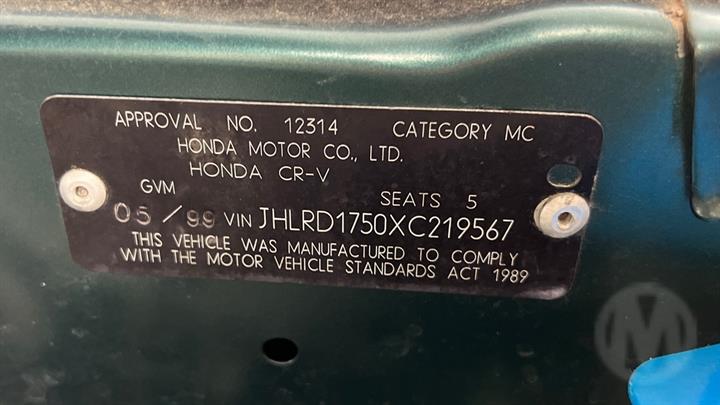 APPROVAL NO. 12314 CATEGORY MC
HONDA MOTOR CO., LTD.
HONDA CR-V
GVM SEATS 5
05/99 VIN JHLRD1750XC219567
THIS VEHICLE WAS MANUFACTURED TO COMPLY
WITH THE MOTOR VEHICLE STANDARDS ACT 1989
M